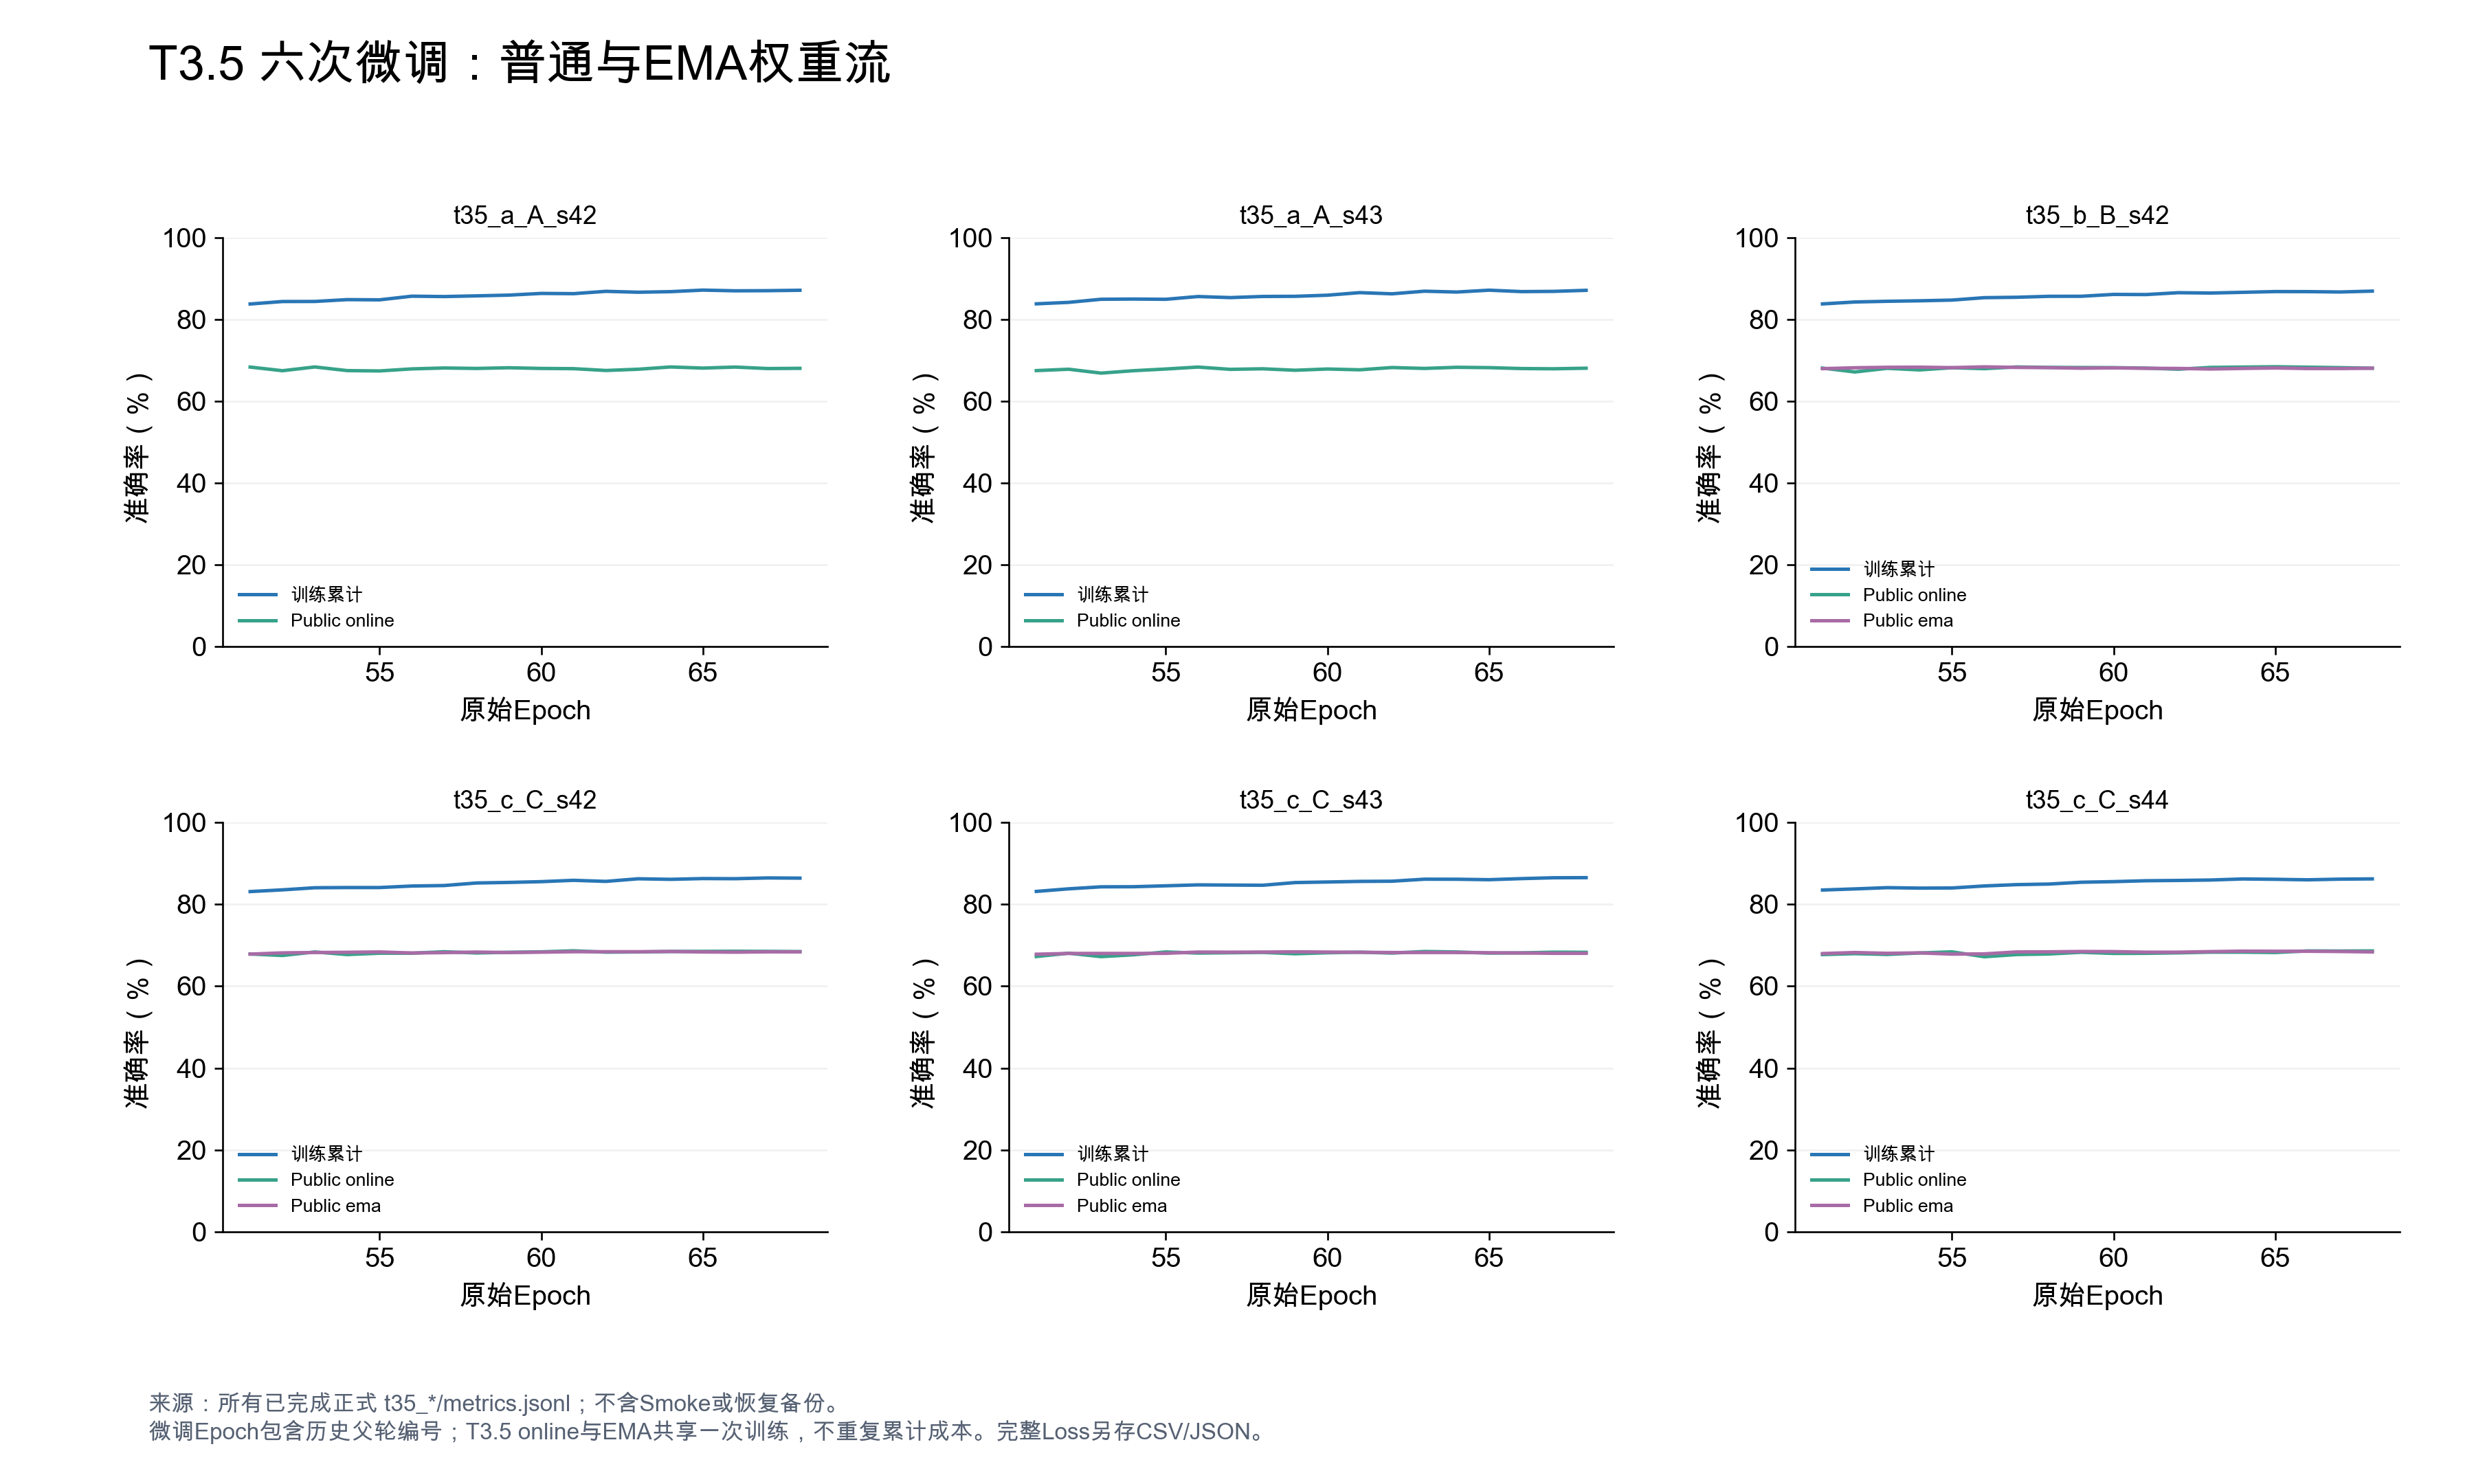 T3.5 六次微调：普通与EMA权重流
t35_a_A_s42
100
80
60
40
20
0
准确率（%）
训练累计
Public online
55 60 65
原始Epoch
t35_a_A_s43
100
80
60
40
20
0
准确率（%）
训练累计
Public online
55 60 65
原始Epoch
t35_b_B_s42
100
80
60
40
20
0
准确率（%）
训练累计
Public online
Public ema
55 60 65
原始Epoch
t35_c_C_s42
100
80
60
40
20
0
准确率（%）
训练累计
Public online
Public ema
55 60 65
原始Epoch
t35_c_C_s43
100
80
60
40
20
0
准确率（%）
训练累计
Public online
Public ema
55 60 65
原始Epoch
t35_c_C_s44
100
80
60
40
20
0
准确率（%）
训练累计
Public online
Public ema
55 60 65
原始Epoch
来源：所有已完成正式 t35_*/metrics.jsonl；不含Smoke或恢复备份。
微调Epoch包含历史父轮编号；T3.5 online与EMA共享一次训练，不重复累计成本。完整Loss另存CSV/JSON。